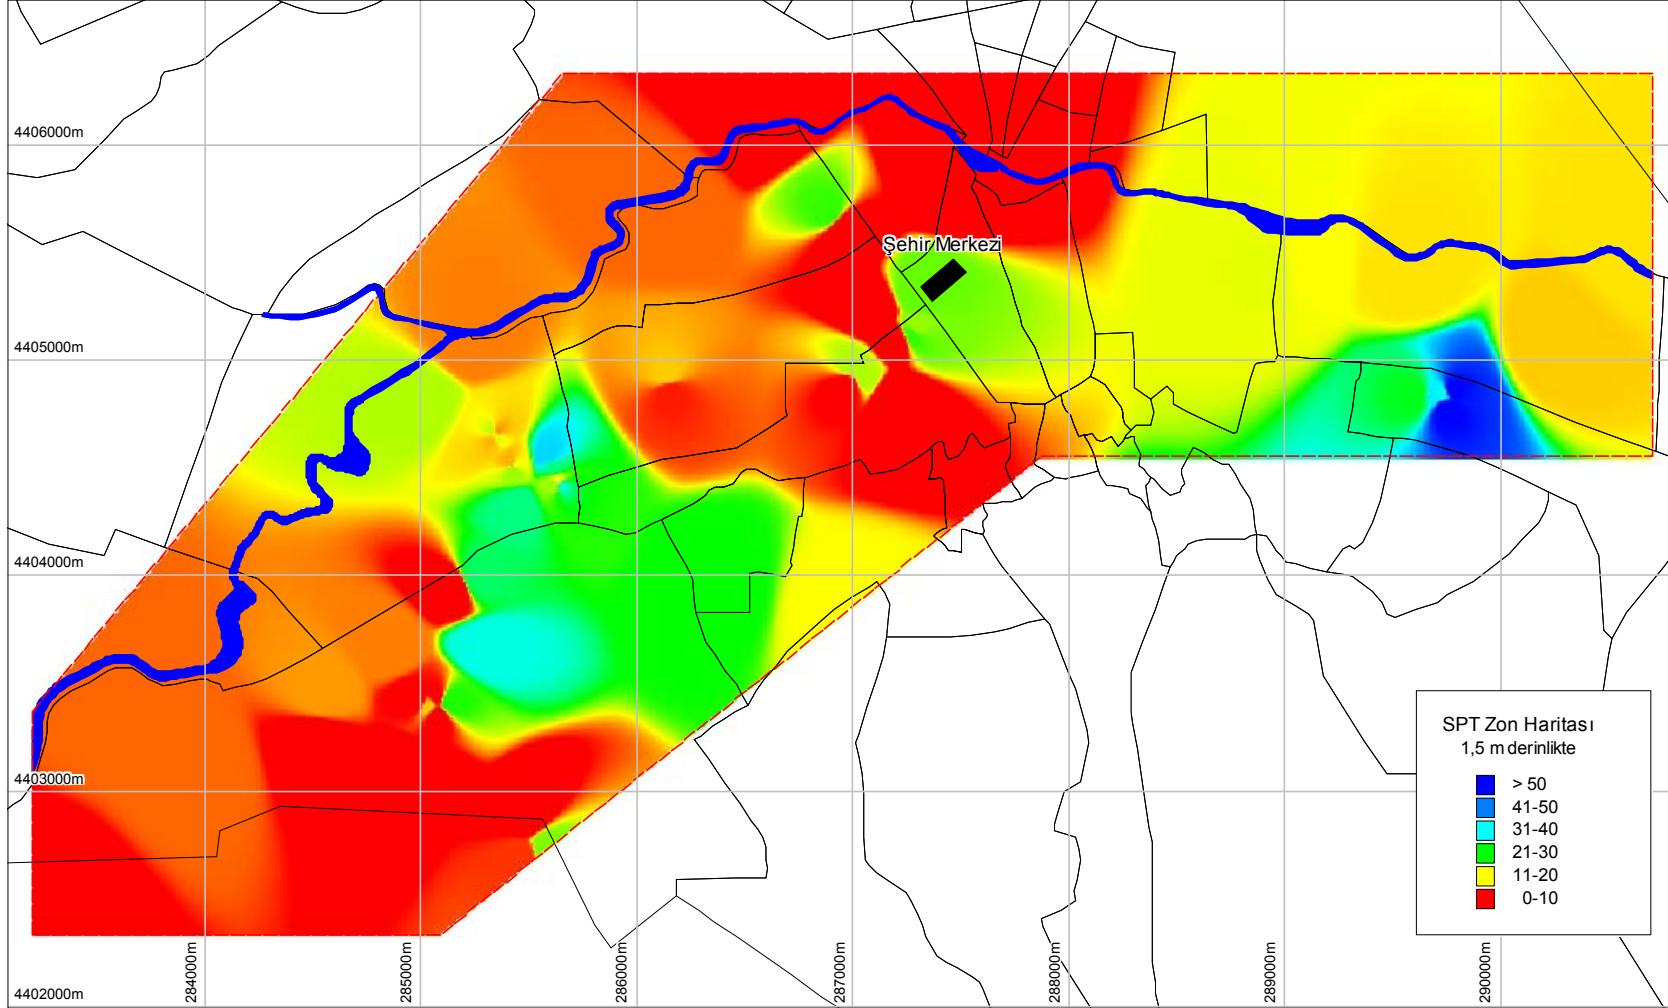 4406000m
Şehir Merkezi
4405000m
4404000m
4403000m
4402000m
284000m
285000m
286000m
287000m
288000m
289000m
290000m
SPT Zon Haritası
1,5 m derinlikte
> 50
41-50
31-40
21-30
11-20
0-10